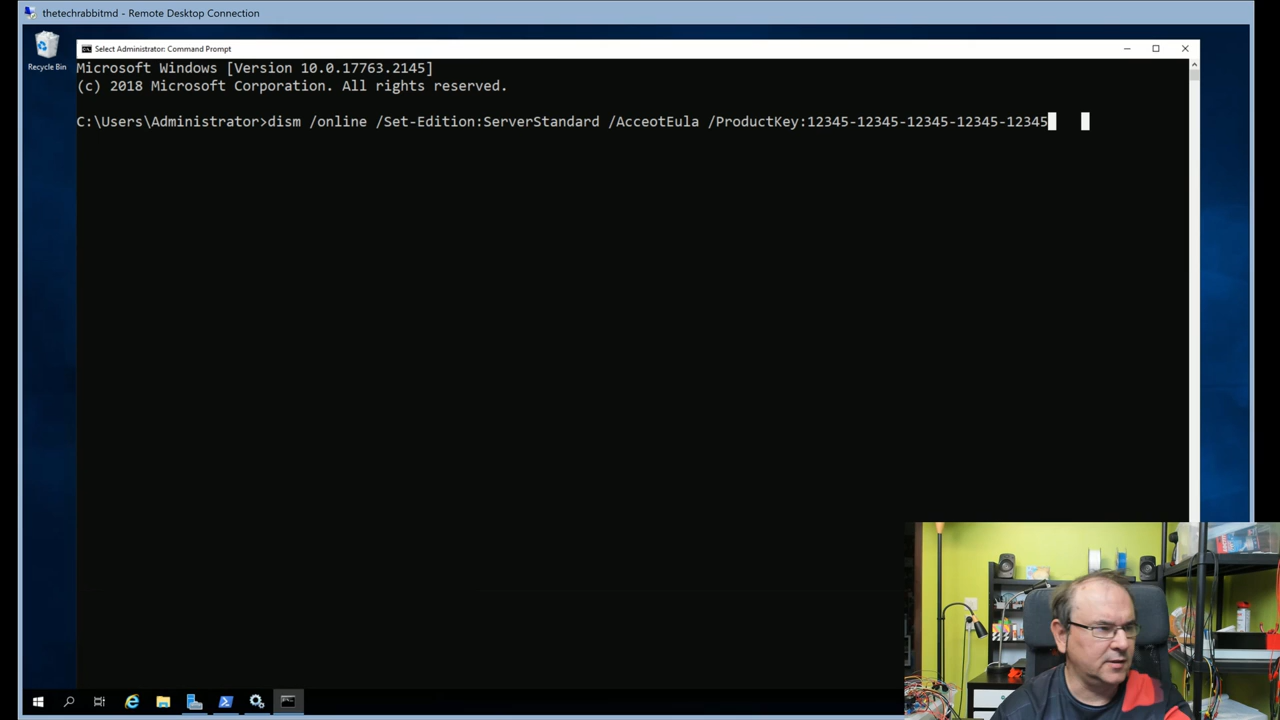 thetechrabbitmd - Remote Desktop Connection
Recycle Bin
Select Administrator: Command Prompt
Microsoft Windows [Version 10.0.17763.2145]
(c) 2018 Microsoft Corporation. All rights reserved.
C:\Users\Administrator>dism /online /Set-Edition:ServerStandard /AcceotEula /ProductKey:12345-12345-12345-12345-12345